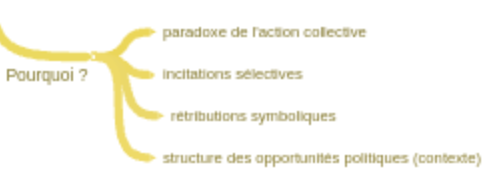 paradoxe de l'action collective
incitations sélectives
Pourquoi ?
rétributions symboliques
structure des opportunités politiques (contexte)